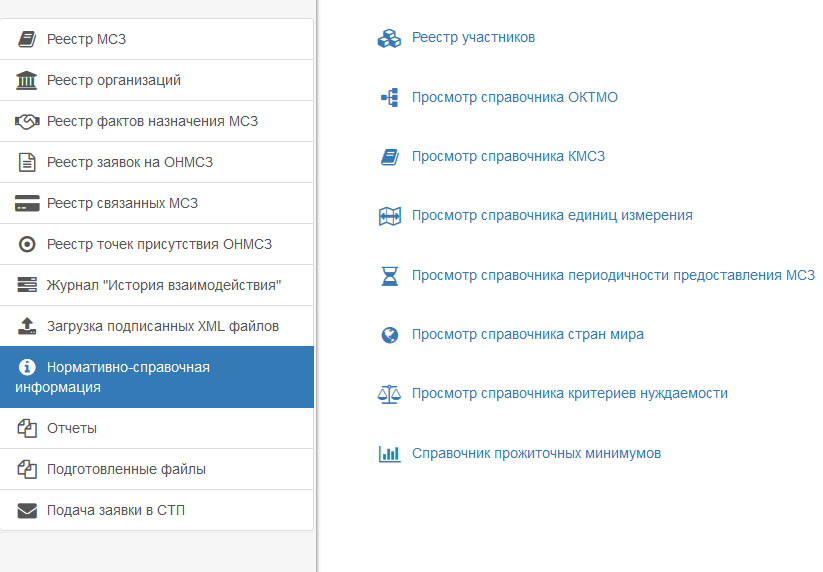 Реестр МСЗ
Реестр организаций
Реестр фактов назначения МСЗ
Реестр заявок на ОНМСЗ
Реестр связанных МСЗ
Реестр точек присутствия ОНМСЗ
Журнал "История взаимодействия"
Загрузка подписанных XML файлов
Нормативно-справочная
информация
Отчеты
Подготовленные файлы
Подача заявки в СТП
Реестр участников
Просмотр справочника ОКТМО
Просмотр справочника КМСЗ
Просмотр справочника единиц измерения
Просмотр справочника периодичности предоставления МСЗ
Просмотр справочника стран мира
Просмотр справочника критериев нуждаемости
Справочник прожиточных минимумов